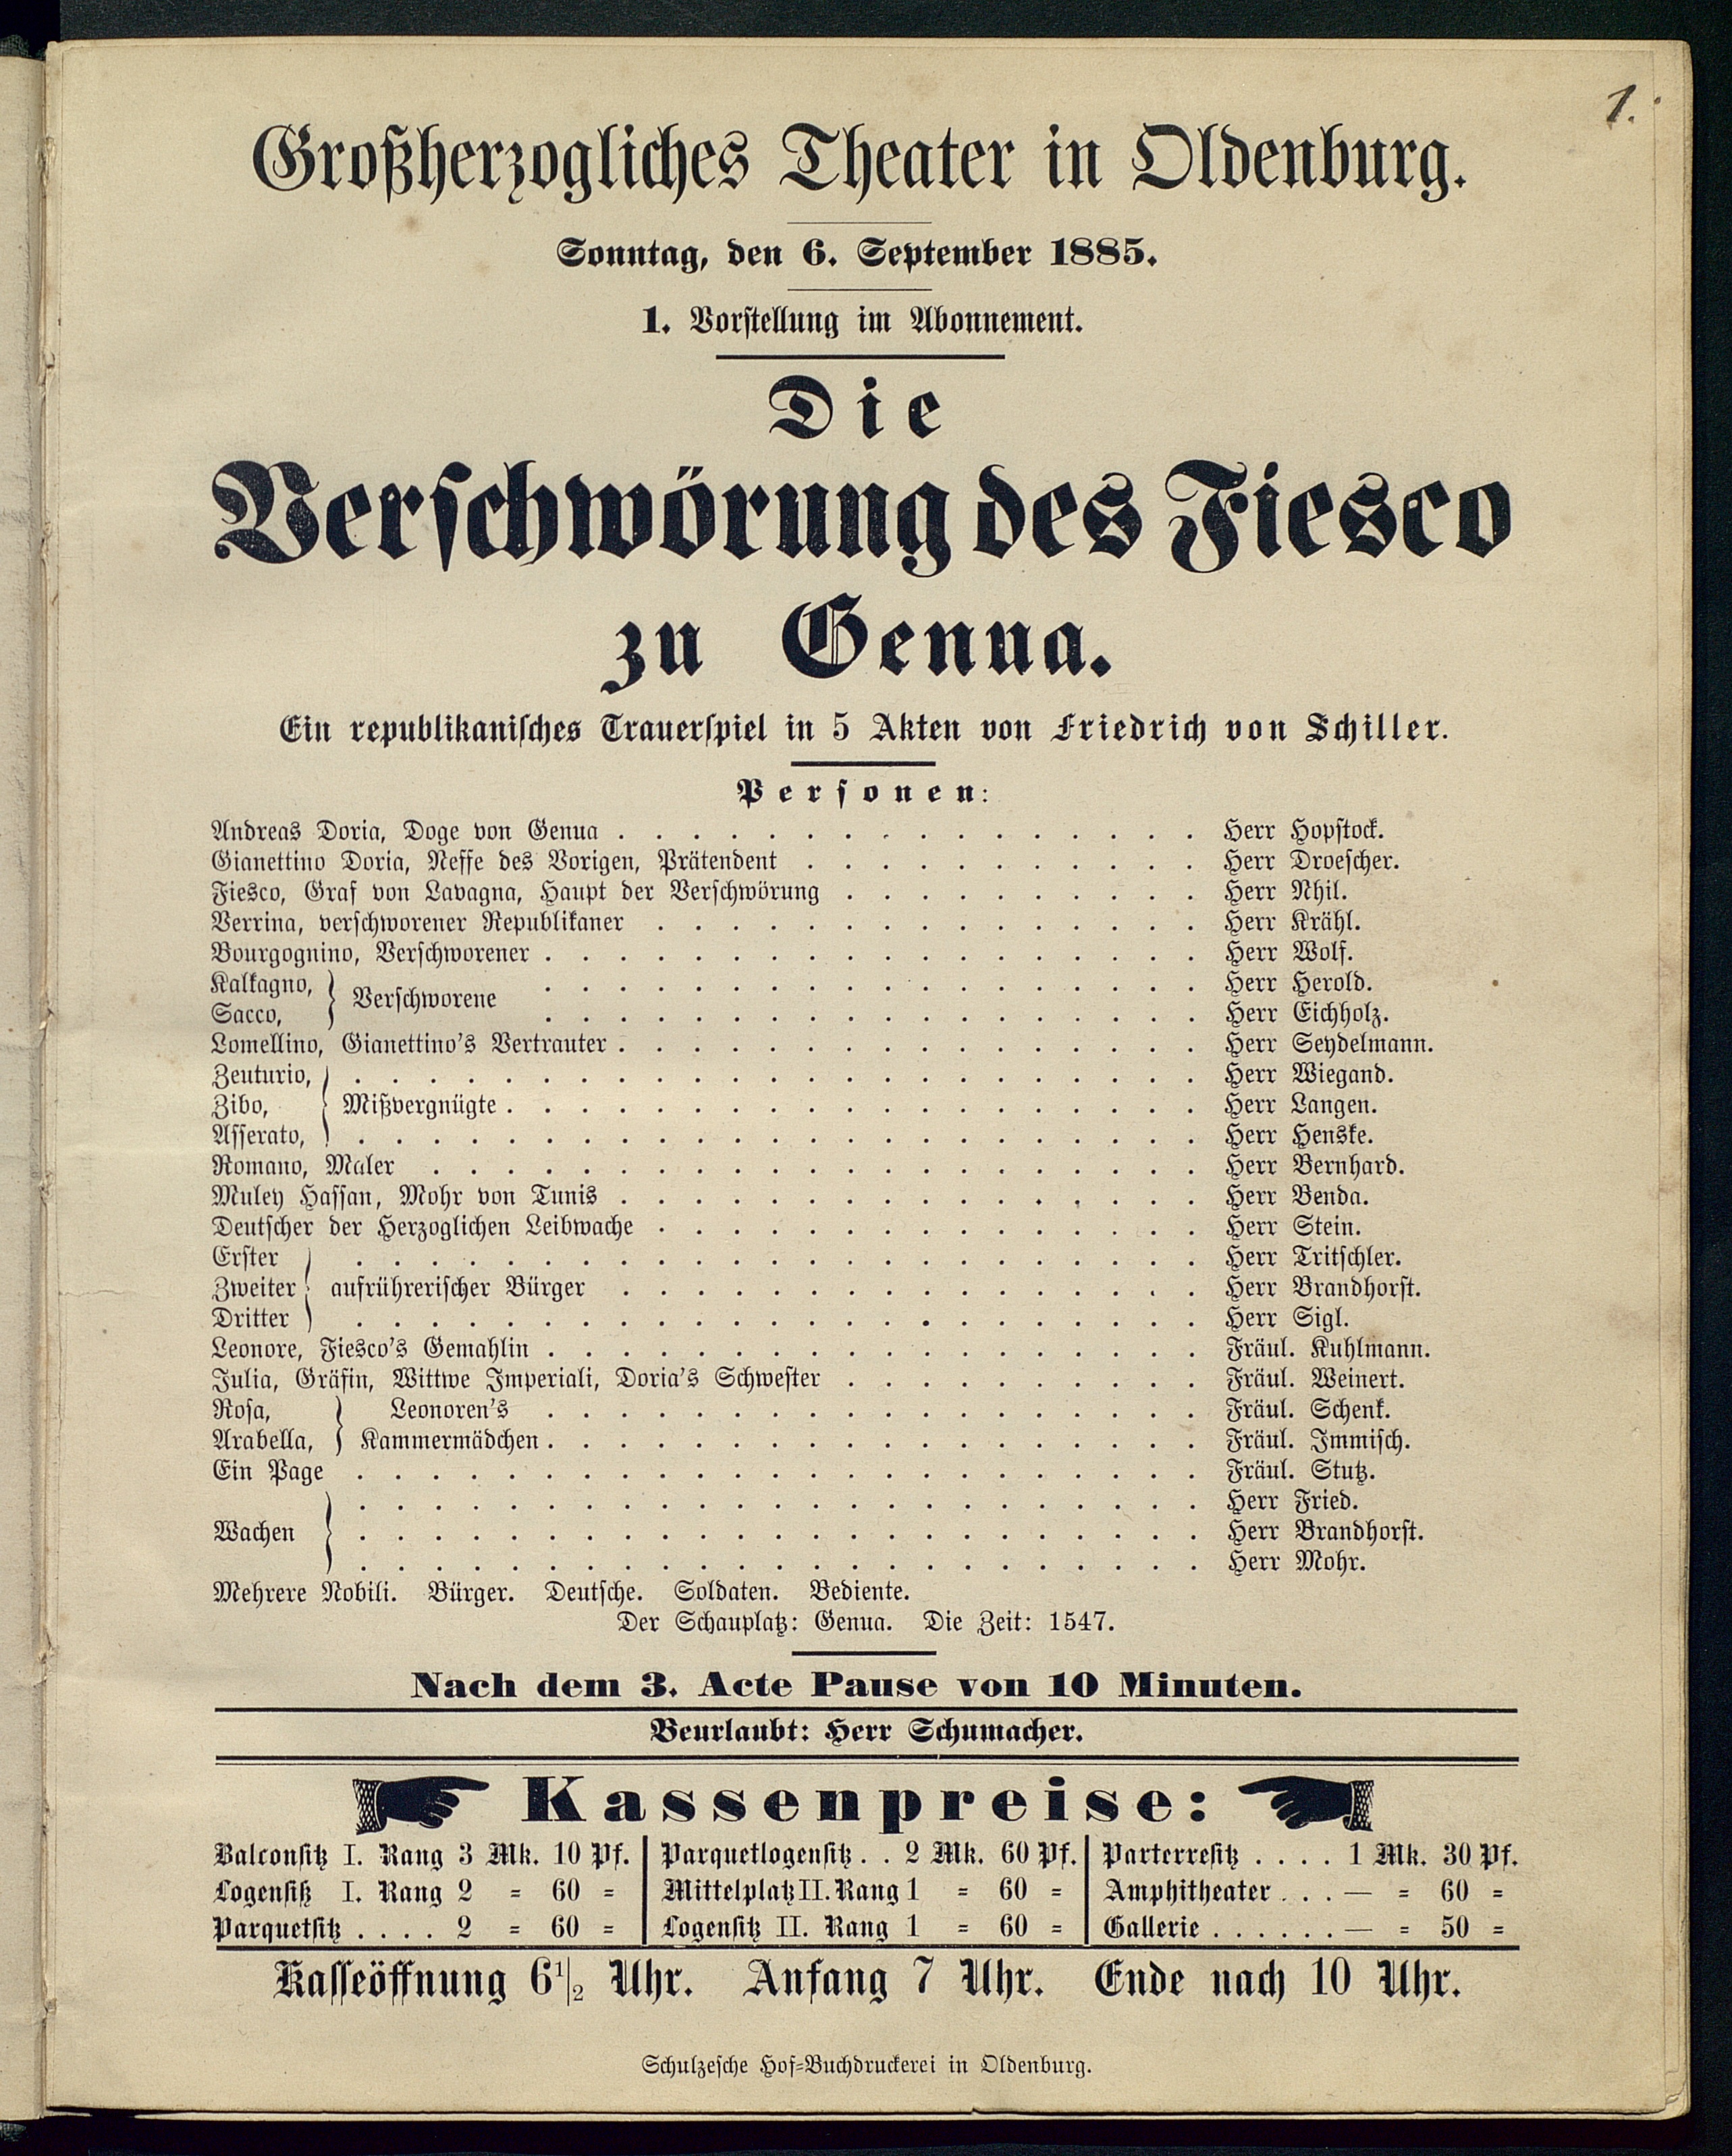 1.
Großherzogliches Theater in Oldenburg.
Sonntag, den 6. September 1885.
1. Vorstellung im Abonnement.
Die
Verschwörung des Fiesco
zu Genua.
Ein republikanisches Trauerspiel in 5 Akten von Friedrich von Schiller.
Personen:
Andreas Doria, Doge von Genua . . . . . . . . . . . . . . . . Herr Hopstock.
Gianettino Doria, Neffe des Vorigen, Prätendent . . . . . . . . . . . Herr Droescher.
Fiesco, Graf von Lavagna, Haupt der Verschwörung . . . . . . . . . . Herr Nhil.
Verrina, verschworener Republikaner . . . . . . . . . . . . . . . Herr Krähl.
Bourgognino, Verschworener . . . . . . . . . . . . . . . . . . Herr Wolf.
Kalkagno, . . . . . . . . . . . . . . . . . . Herr Herold.
Verschworene
Sacco, . . . . . . . . . . . . . . . . . . Herr Eichholz.
Lomellino, Gianettino's Vertrauter . . . . . . . . . . . . . . . . Herr Seydelmann.
Zenturio, . . . . . . . . . . . . . . . . . . . . . . . Herr Wiegand.
Zibo, Mißvergnügte . . . . . . . . . . . . . . . . . . . Herr Langen.
Asserato, . . . . . . . . . . . . . . . . . . . . . . . Herr Henske.
Romano, Maler . . . . . . . . . . . . . . . . . . . . . Herr Bernhard.
Muley Hassan, Mohr von Tunis . . . . . . . . . . . . . . . . Herr Benda.
Deutscher der Herzoglichen Leibwache . . . . . . . . . . . . . . . Herr Stein.
Erster . . . . . . . . . . . . . . . . . . . . . . . Herr Tritschler.
Zweiter aufrührerischer Bürger . . . . . . . . . . . . . . . . Herr Brandhorst.
Dritter . . . . . . . . . . . . . . . . . . . . . . . Herr Sigl.
Leonore, Fiesco's Gemahlin . . . . . . . . . . . . . . . . . . Fräul. Kuhlmann.
Julia, Gräfin, Wittwe Imperiali, Doria's Schwester . . . . . . . . . . Fräul. Weinert.
Rosa, Leonoren's . . . . . . . . . . . . . . . . . . Fräul. Schenk.
Arabella, Kammermädchen . . . . . . . . . . . . . . . . . . Fräul. Immisch.
Ein Page . . . . . . . . . . . . . . . . . . . . . . . Fräul. Stutz.
. . . . . . . . . . . . . . . . . . . . . . . Herr Fried.
Wachen . . . . . . . . . . . . . . . . . . . . . . . Herr Brandhorst.
. . . . . . . . . . . . . . . . . . . . . . . Herr Mohr.
Mehrere Nobili. Bürger. Deutsche. Soldaten. Bediente.
Der Schauplatz: Genua. Die Zeit: 1547.
Nach dem 3. Acte Pause von 10 Minuten.
Beurlaubt: Herr Schumacher.
Kassenpreise:
Balconsitz I. Rang 3 Mk. 10 Pf. Parquetlogensitz . . 2 Mk. 60 Pf. Parterresitz . . . . 1 Mk. 30 Pf.
Logensitz I. Rang 2 = 60 = Mittelplatz II. Rang 1 = 60 = Amphitheater . . . — = 60 =
Parquetsitz . . . . 2 = 60 = Logensitz II. Rang 1 = 60 = Gallerie . . . . . . — = 50 =
Kasseöffnung 6 1/2 Uhr. Anfang 7 Uhr. Ende nach 10 Uhr.
Schulzesche Hof=Buchdruckerei in Oldenburg.